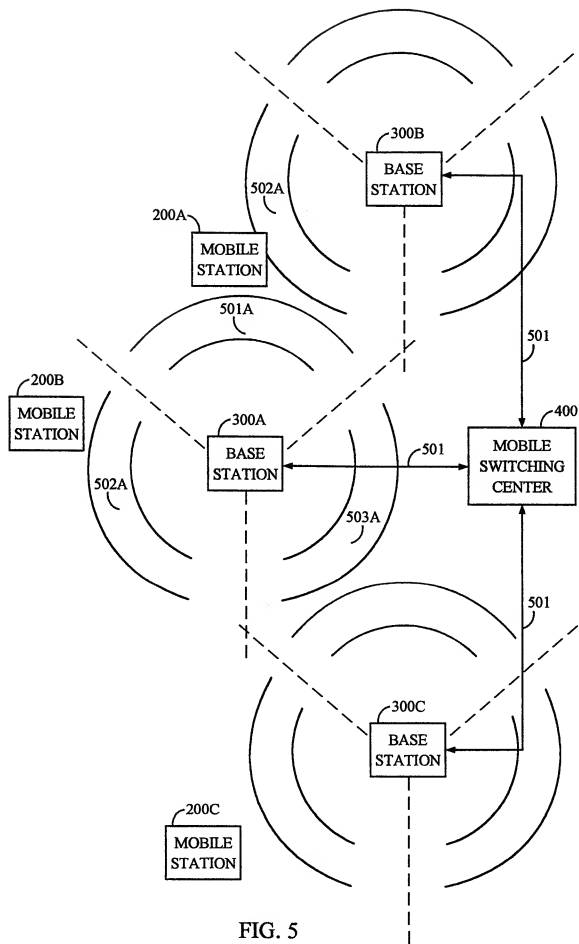 300B
BASE
STATION
502A
200A
MOBILE
STATION
501A
501
200B
MOBILE
STATION
300A
BASE
STATION
501
400
MOBILE
SWITCHING
CENTER
502A
503A
501
300C
BASE
STATION
200C
MOBILE
STATION
FIG. 5